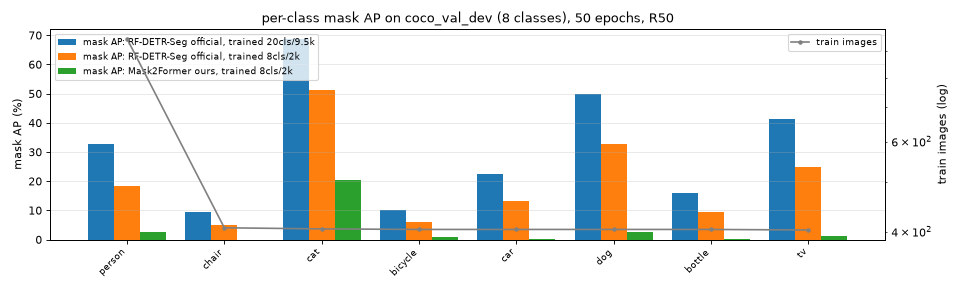 per-class mask AP on coco_val_dev (8 classes), 50 epochs, R50
mask AP: RF-DETR-Seg official, trained 20cls/9.5k
mask AP: RF-DETR-Seg official, trained 8cls/2k
mask AP: Mask2Former ours, trained 8cls/2k
train images
mask AP (%)
70
60
50
40
30
20
10
0
6 × 10²
4 × 10²
train images (log)
person
chair
cat
bicycle
car
dog
bottle
tv